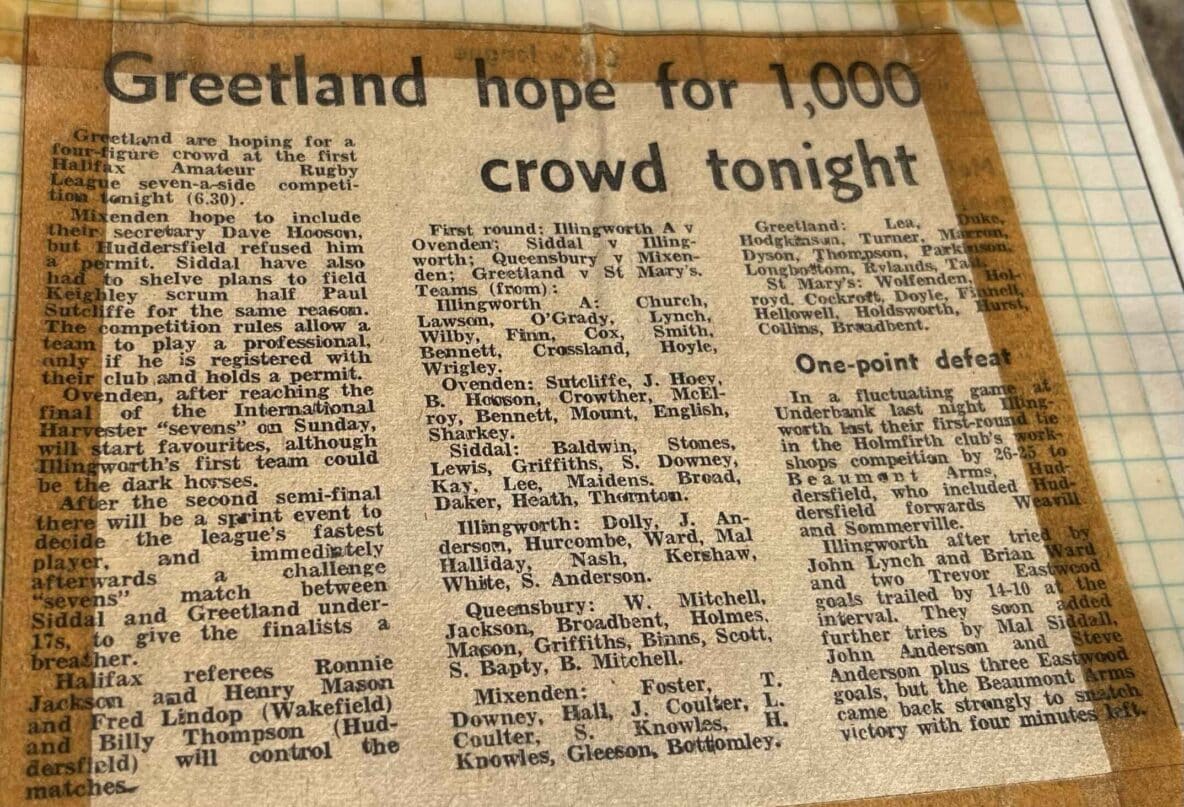 Greetland hope for 1,000
crowd tonight
Greetland are hoping for a
four-figure crowd at the first
Halifax Amateur Rugby
League seven-a-side competi-
tion tonight (6.30).
Mixenden hope to include
their secretary Dave Hooson,
but Huddersfield refused him
a permit. Siddal have also
had to shelve plans to field
Keighley scrum half Paul
Sutcliffe for the same reason.
The competition rules allow a
team to play a professional,
only if he is registered with
their club and holds a permit.
Ovenden, after reaching the
final of the International
Harvester "sevens" on Sunday,
will start favourites, although
Illingworth's first team could
be the dark horses.
After the second semi-final
there will be a sprint event to
decide the league's fastest
player, and immediately
afterwards a challenge
"sevens" match between
Siddal and Greetland under-
17s, to give the finalists a
breather.
Halifax referees Ronnie
Jackson and Henry Mason
and Fred Lindop (Wakefield)
and Billy Thompson (Hud-
dersfield) will control the
matches.
First round: Illingworth A v
Ovenden; Siddal v Illing-
worth; Queensbury v Mixen-
den; Greetland v St Mary's.
Teams (from):
Illingworth A: Church,
Lawson, O'Grady, Lynch,
Wilby, Finn, Cox, Smith,
Bennett, Crossland, Hoyle,
Wrigley.
Ovenden: Sutcliffe, J. Hoey,
B. Hooson, Crowther, McEl-
roy, Bennett, Mount, English,
Sharkey.
Siddal: Baldwin, Stones,
Lewis, Griffiths, S. Downey,
Kay, Lee, Maidens. Broad,
Daker, Heath, Thornton.
Illingworth: Dolly, J. An-
derson, Hurcombe, Ward, Mal
Halliday, Nash, Kershaw,
White, S. Anderson.
Queensbury: W. Mitchell,
Jackson, Broadbent, Holmes,
Mason, Griffiths, Binns, Scott,
S. Bapty, B. Mitchell.
Mixenden: Foster, T.
Downey, Hall, J. Coulter, L.
Coulter, S. Knowles, H.
Knowles, Gleeson, Bottomley.
Greetland: Lea, Duke,
Hodgkinson, Turner, Marron,
Dyson, Thompson, Parkinson,
Longbottom, Rylands, Tait.
St Mary's: Wolfenden, Hol-
royd, Cockroft, Doyle, Finnell,
Hellowell, Holdsworth, Hurst,
Collins, Broadbent.
One-point defeat
In a fluctuating game at
Underbank last night Illing-
worth lost their first-round tie
in the Holmfirth club's work-
shops compeition by 26-25 to
Beaumont Arms, Hud-
dersfield, who included Hud-
dersfield forwards Weavill
and Sommerville.
Illingworth after tried by
John Lynch and Brian Ward
and two Trevor Eastwood
goals trailed by 14-10 at the
interval. They soon added
further tries by Mal Siddall,
John Anderson and Steve
Anderson plus three Eastwood
goals, but the Beaumont Arms
came back strongly to snatch
victory with four minutes left.